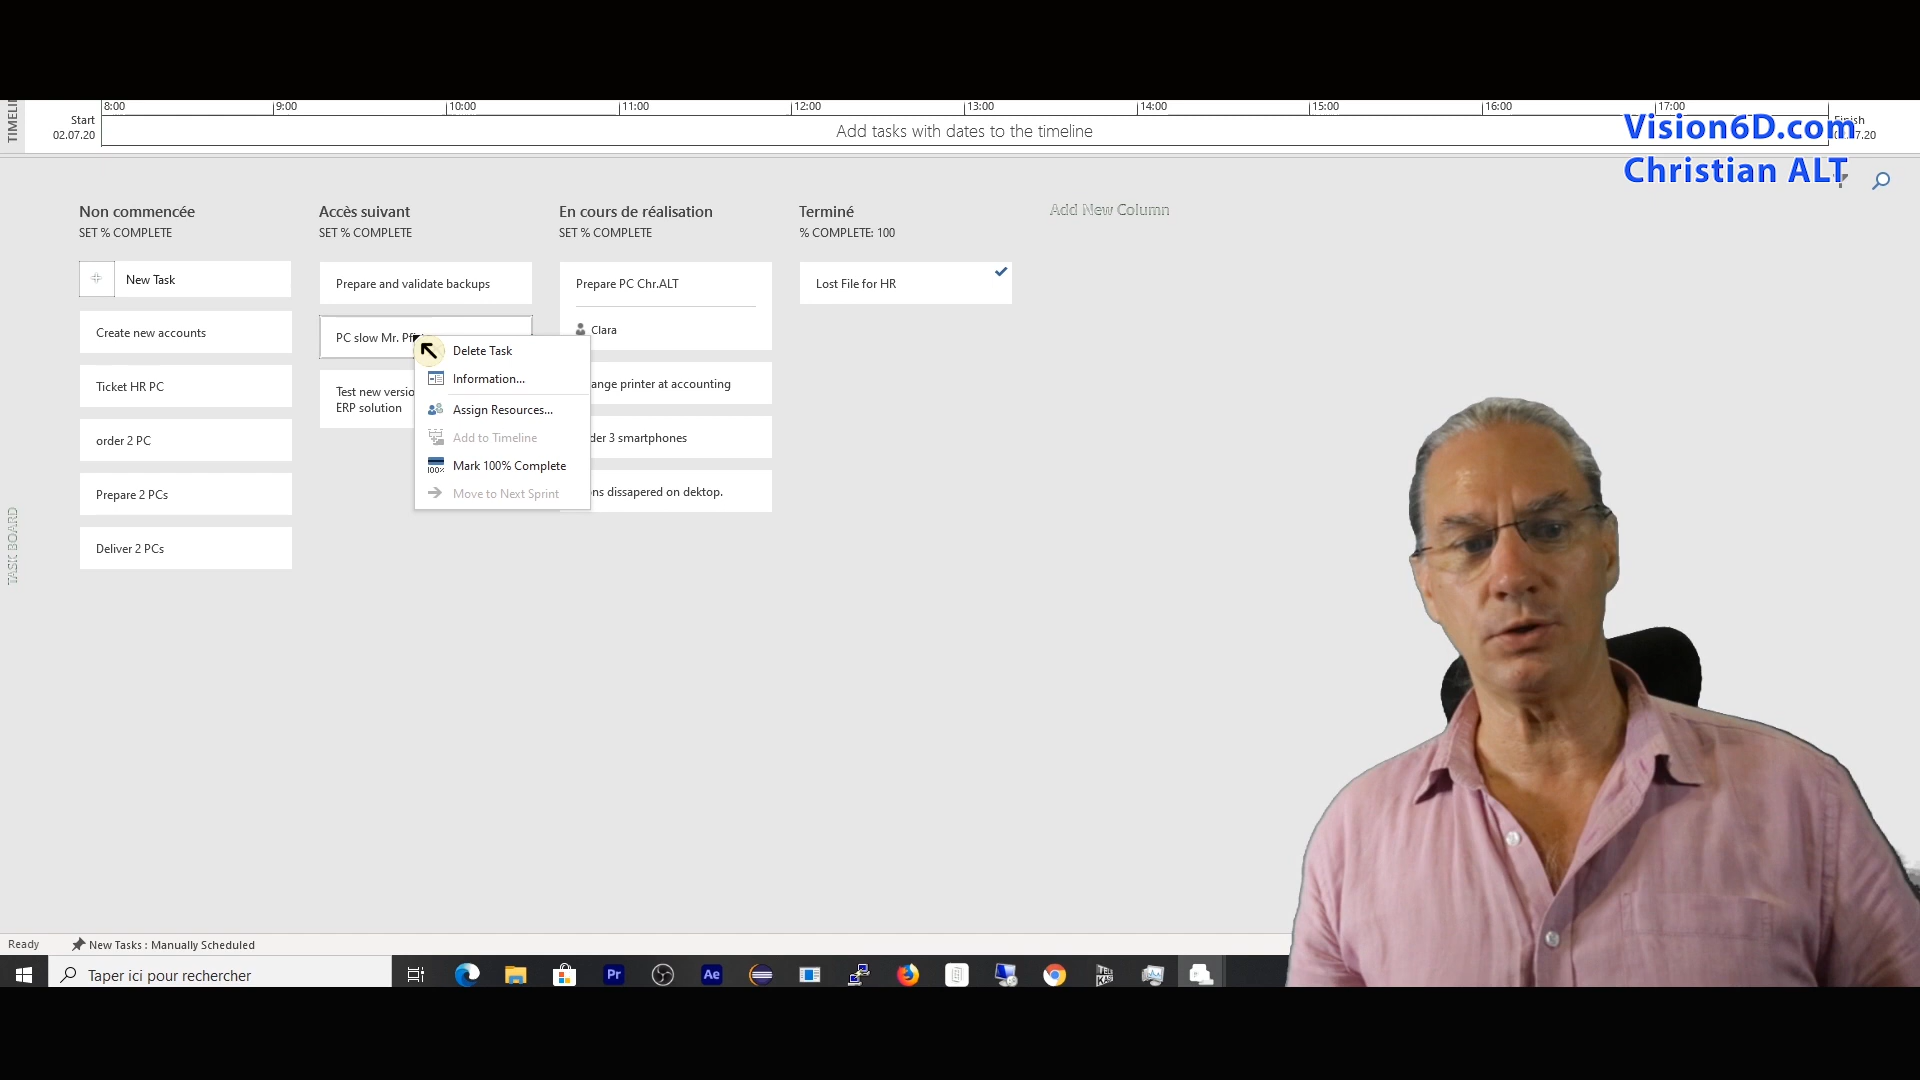 TIMELI
8:00
9:00
10:00
11:00
12:00
13:00
14:00
15:00
16:00
17:00
Start
02.07.20
Add tasks with dates to the timeline
Vision6D.com
Christian ALT
Non commencée
SET % COMPLETE
New Task
Create new accounts
Ticket HR PC
order 2 PC
Prepare 2 PCs
Deliver 2 PCs
Accès suivant
SET % COMPLETE
Prepare and validate backups
PC slow Mr.
Test new versio
ERP solution
En cours de réalisation
SET % COMPLETE
Prepare PC Chr.ALT
Clara
ange printer at accounting
der 3 smartphones
ons dissapered on dektop.
Terminé
% COMPLETE: 100
Lost File for HR
Add New Column
Delete Task
Information...
Assign Resources...
Add to Timeline
Mark 100% Complete
Move to Next Sprint
TASK BOARD
Ready
New Tasks : Manually Scheduled
Taper ici pour rechercher
Pr
Ae